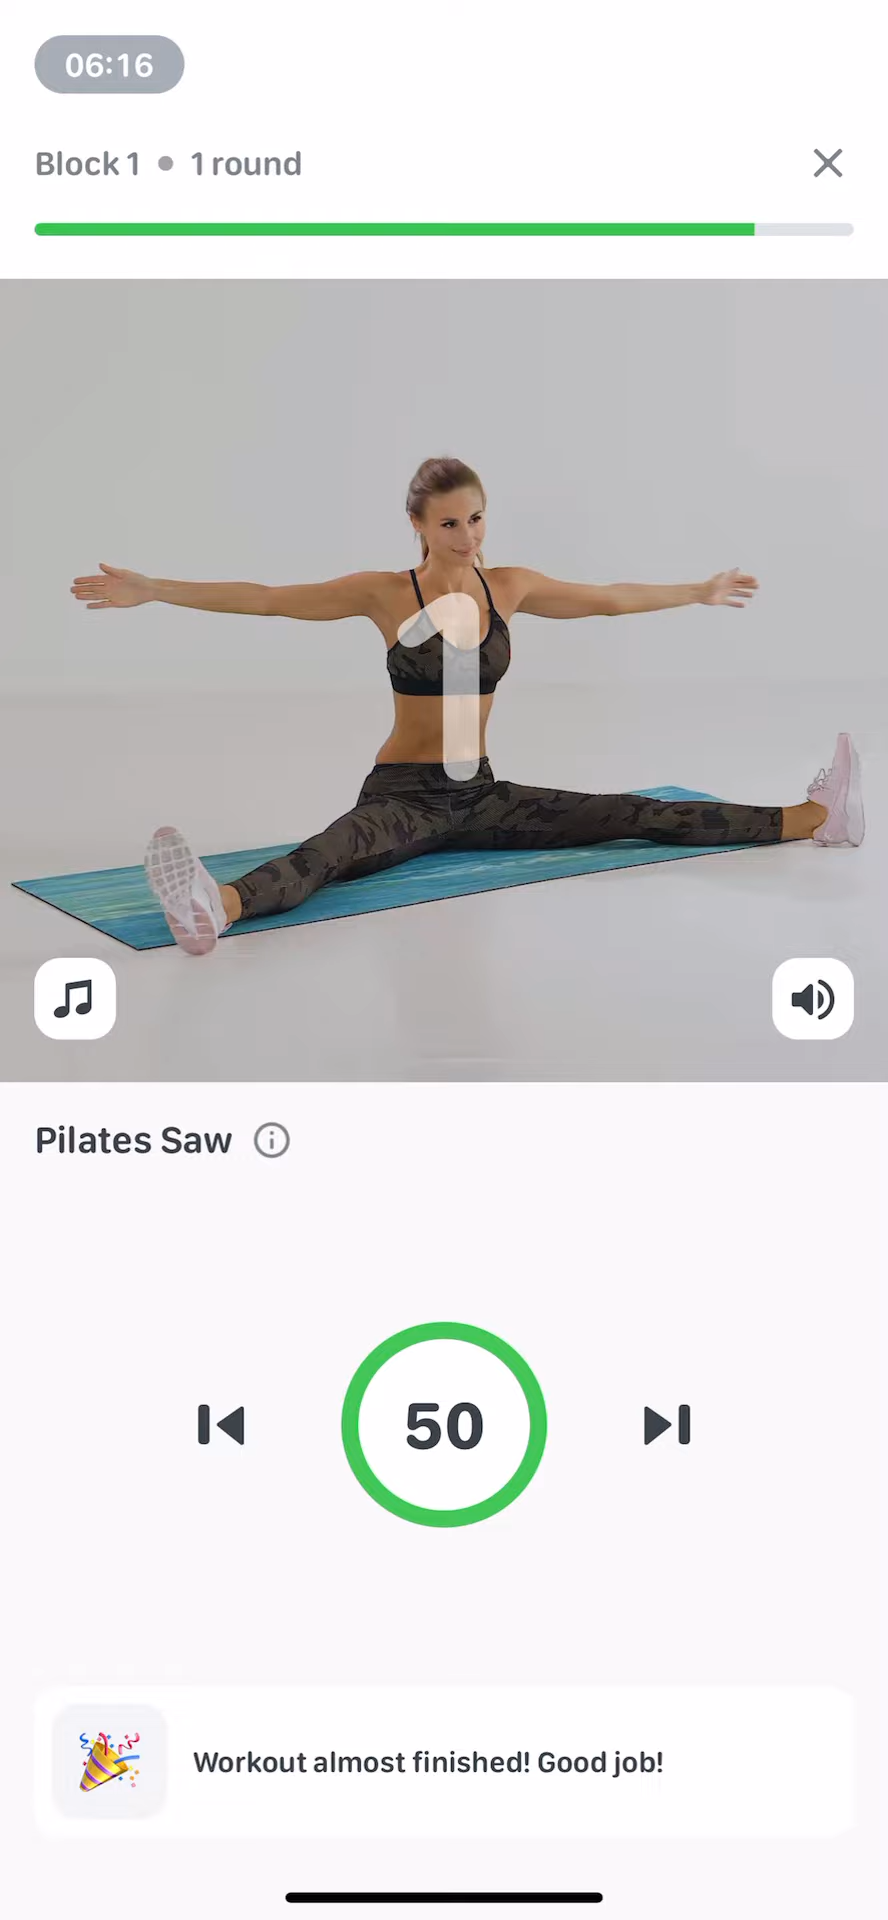 06:16
Block 1 • 1 round
1
Pilates Saw
50
Workout almost finished! Good job!